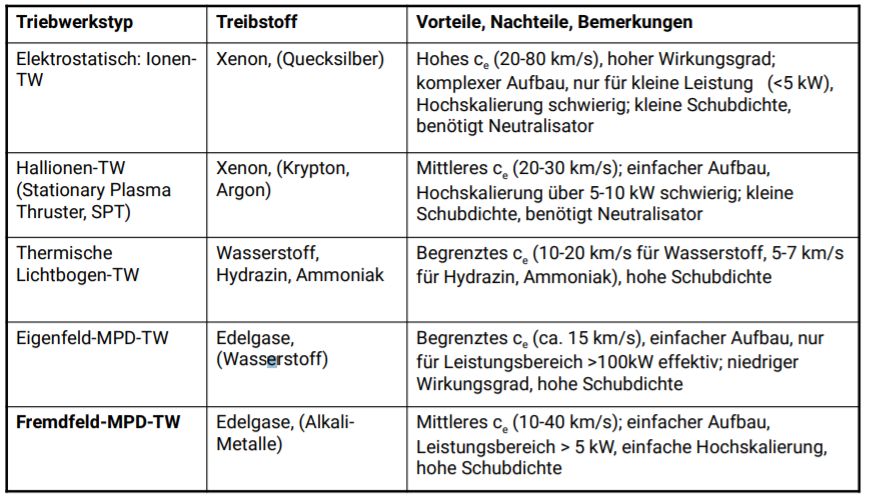 Triebwerkstyp Treibstoff Vorteile, Nachteile, Bemerkungen
Elektrostatisch: Ionen-
TW
Xenon, (Quecksilber)
Hohes ce (20-80 km/s), hoher Wirkungsgrad;
komplexer Aufbau, nur für kleine Leistung (<5 kW),
Hochskalierung schwierig; kleine Schubdichte,
benötigt Neutralisator
Hallionen-TW
(Stationary Plasma
Thruster, SPT)
Xenon, (Krypton,
Argon)
Mittleres ce (20-30 km/s); einfacher Aufbau,
Hochskalierung über 5-10 kW schwierig; kleine
Schubdichte, benötigt Neutralisator
Thermische
Lichtbogen-TW
Wasserstoff,
Hydrazin, Ammoniak
Begrenztes ce (10-20 km/s für Wasserstoff, 5-7 km/s
für Hydrazin, Ammoniak), hohe Schubdichte
Eigenfeld-MPD-TW
Edelgase,
(Wasserstoff)
Begrenztes ce (ca. 15 km/s), einfacher Aufbau, nur
für Leistungsbereich >100kW effektiv; niedriger
Wirkungsgrad, hohe Schubdichte
Fremdfeld-MPD-TW
Edelgase, (Alkali-
Metalle)
Mittleres ce (10-40 km/s); einfacher Aufbau,
Leistungsbereich > 5 kW, einfache Hochskalierung,
hohe Schubdichte